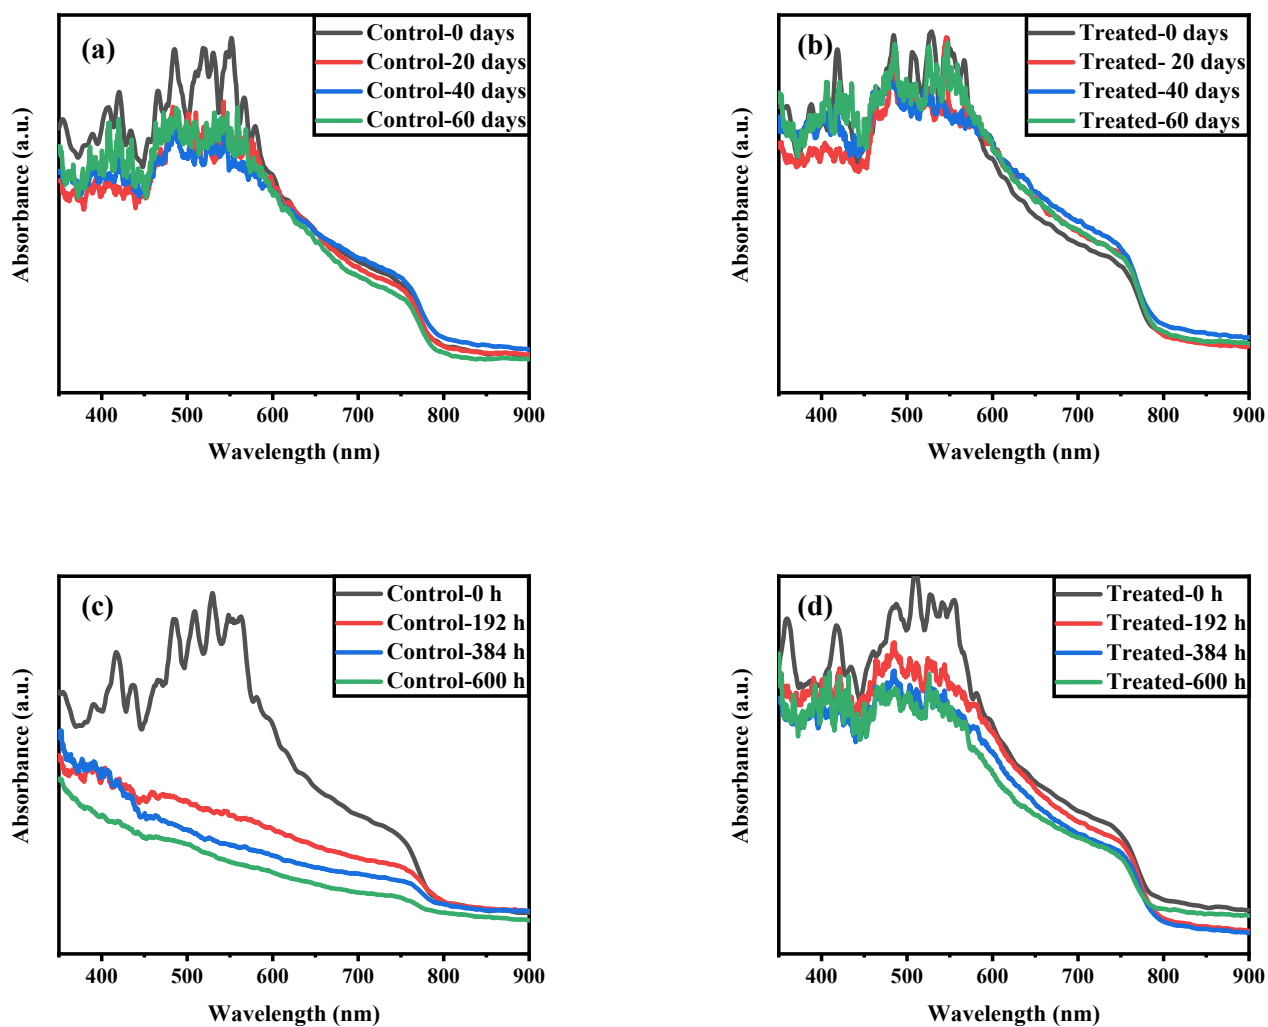 (a)
Control-0 days
Control-20 days
Control-40 days
Control-60 days
Absorbance (a.u.)
400 500 600 700 800 900
Wavelength (nm)
(b)
Treated-0 days
Treated- 20 days
Treated-40 days
Treated-60 days
Absorbance (a.u.)
400 500 600 700 800 900
Wavelength (nm)
(c)
Control-0 h
Control-192 h
Control-384 h
Control-600 h
Absorbance (a.u.)
400 500 600 700 800 900
Wavelength (nm)
(d)
Treated-0 h
Treated-192 h
Treated-384 h
Treated-600 h
Absorbance (a.u.)
400 500 600 700 800 900
Wavelength (nm)